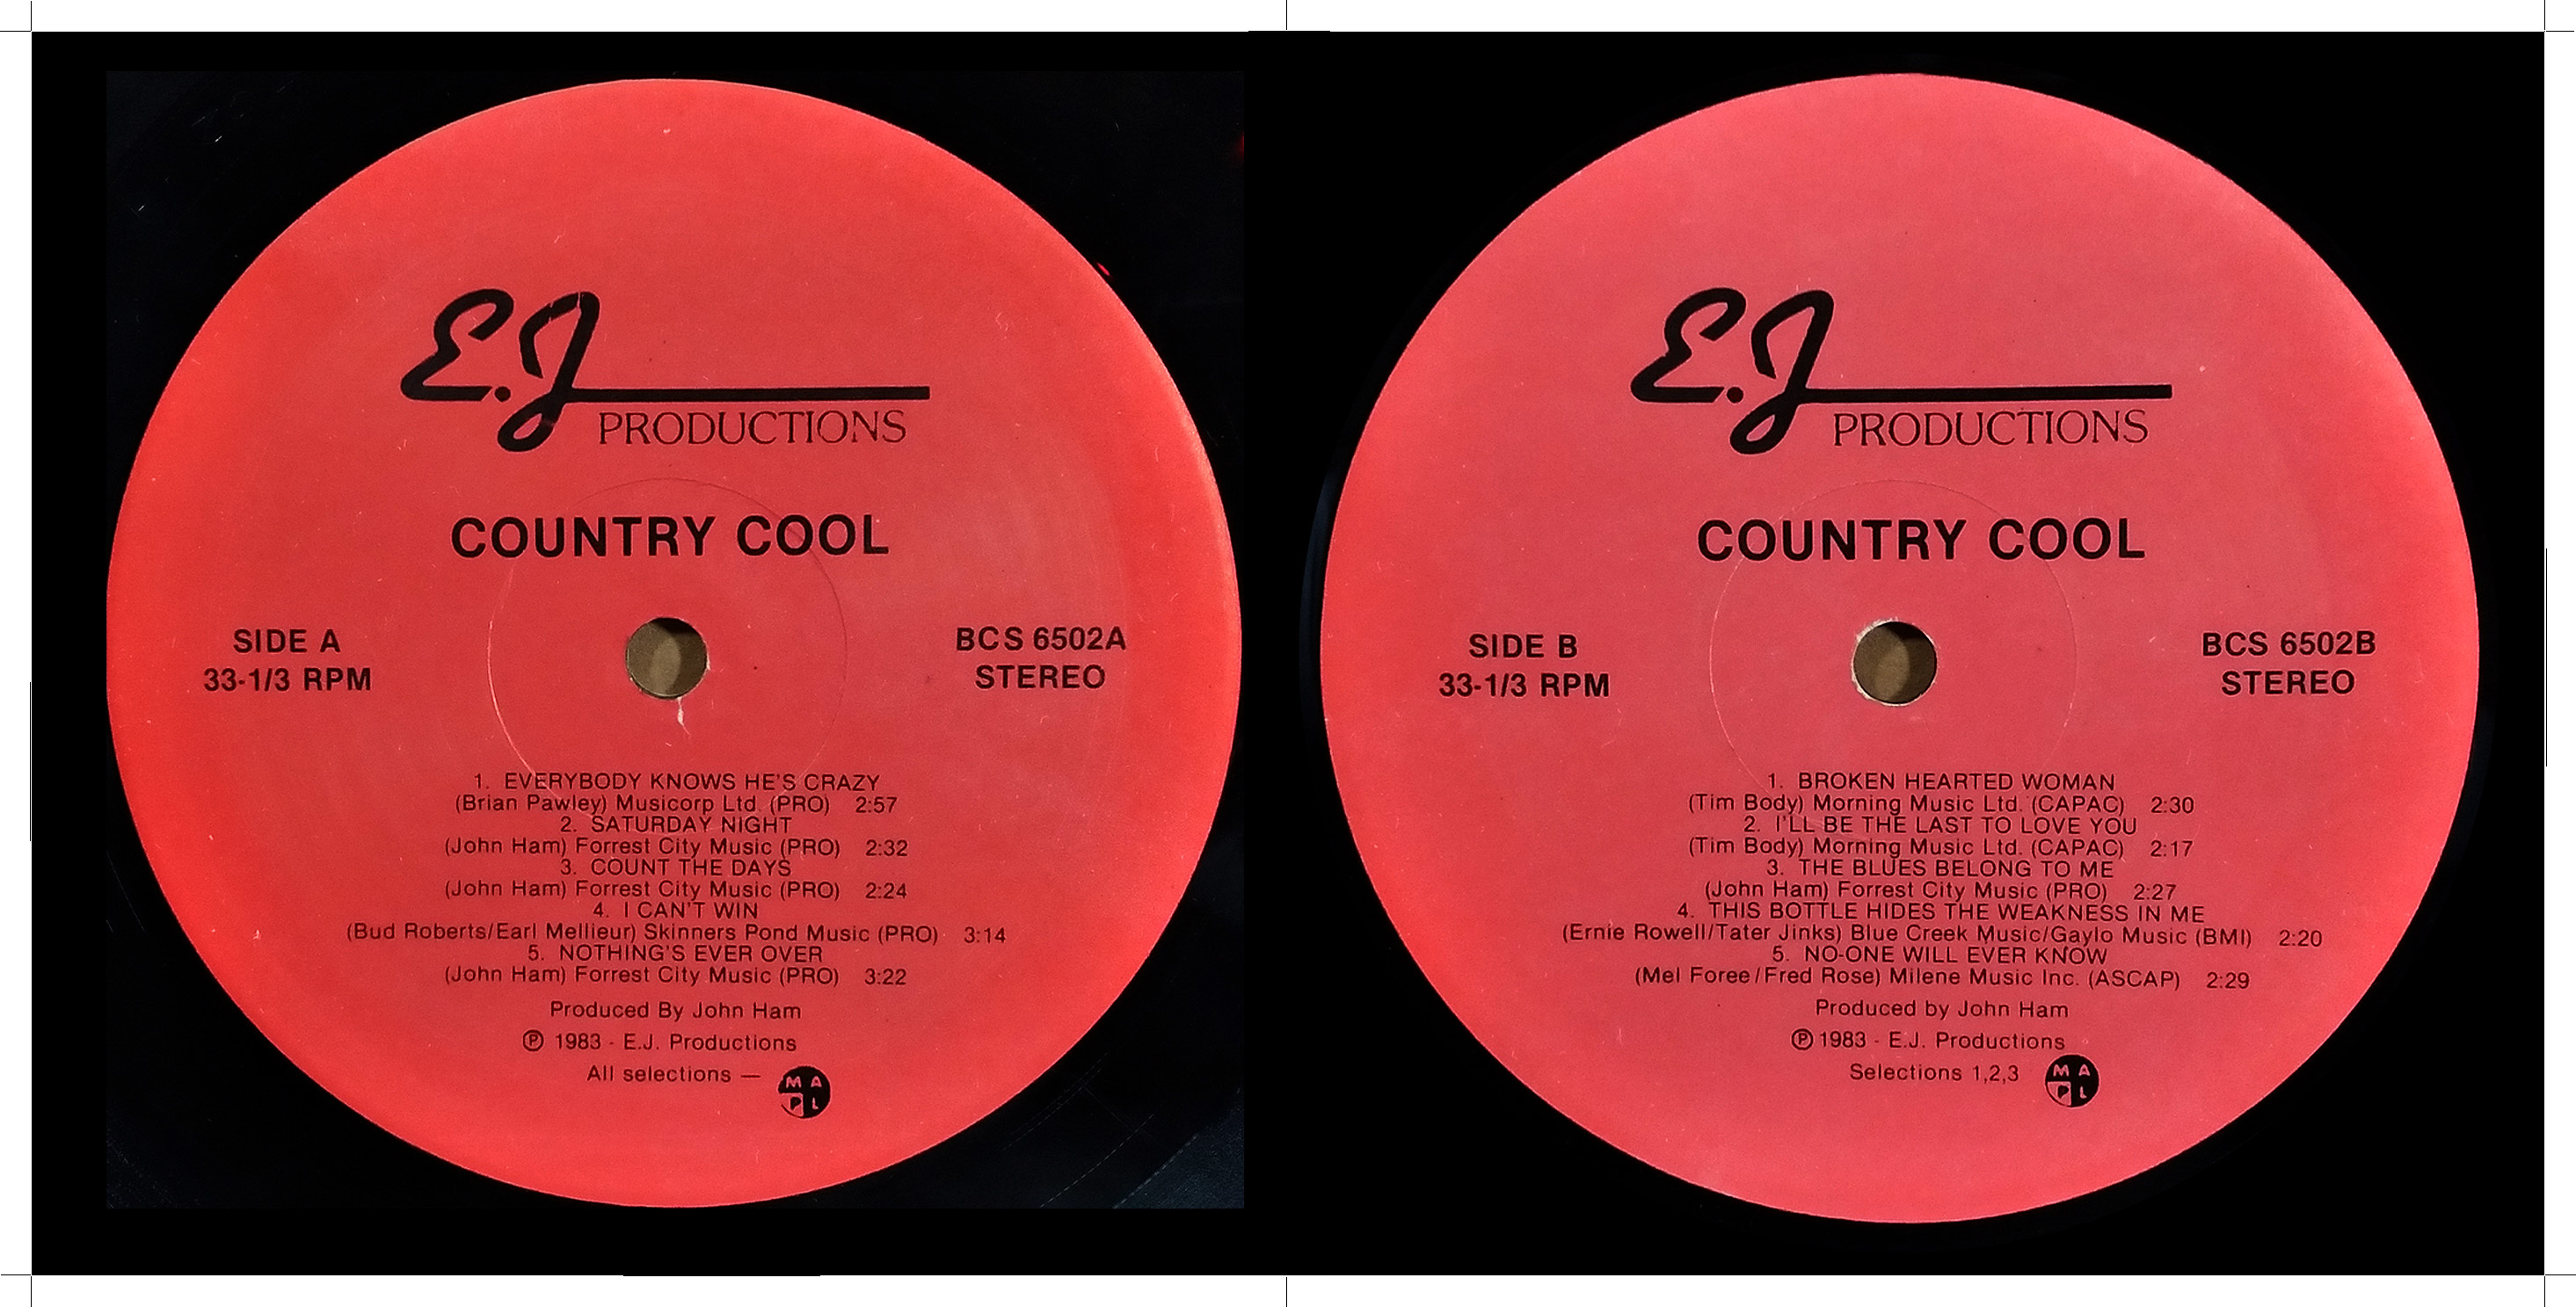 E.J
PRODUCTIONS
COUNTRY COOL
SIDE A
33-1/3 RPM
BCS 6502A
STEREO
1. EVERYBODY KNOWS HE'S CRAZY
(Brian Pawley) Musicorp Ltd. (PRO) 2:57
2. SATURDAY NIGHT
(John Ham) Forrest City Music (PRO) 2:32
3. COUNT THE DAYS
(John Ham) Forrest City Music (PRO) 2:24
4. I CAN'T WIN
(Bud Roberts/Earl Mellieur) Skinners Pond Music (PRO) 3:14
5. NOTHING'S EVER OVER
(John Ham) Forrest City Music (PRO) 3:22
Produced By John Ham
℗ 1983 - E.J. Productions
All selections —
M A
P L
E.J
PRODUCTIONS
COUNTRY COOL
SIDE B
33-1/3 RPM
BCS 6502B
STEREO
1. BROKEN HEARTED WOMAN
(Tim Body) Morning Music Ltd. (CAPAC) 2:30
2. I'LL BE THE LAST TO LOVE YOU
(Tim Body) Morning Music Ltd. (CAPAC) 2:17
3. THE BLUES BELONG TO ME
(John Ham) Forrest City Music (PRO) 2:27
4. THIS BOTTLE HIDES THE WEAKNESS IN ME
(Ernie Rowell/Tater Jinks) Blue Creek Music/Gaylo Music (BMI) 2:20
5. NO-ONE WILL EVER KNOW
(Mel Foree/Fred Rose) Milene Music Inc. (ASCAP) 2:29
Produced by John Ham
℗ 1983 - E.J. Productions
Selections 1,2,3
M A
P L